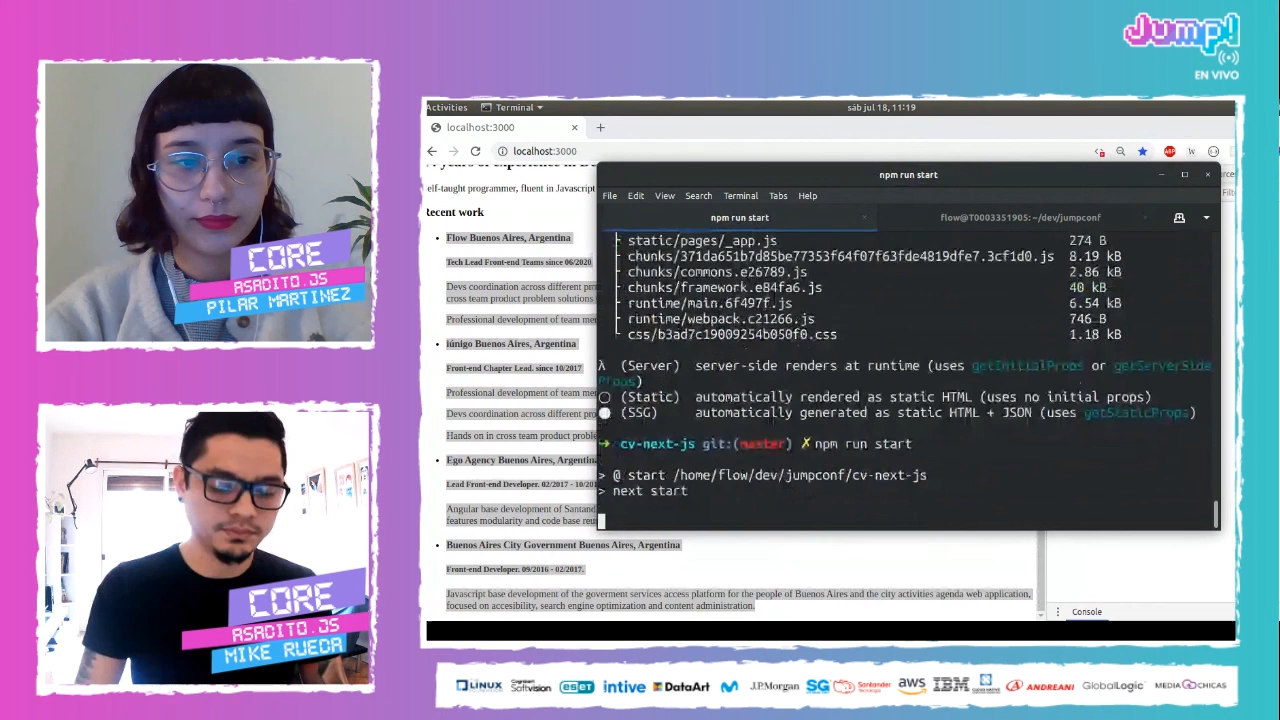 Jump!
EN VIVO
CORE
ASADITO.JS
PILAR MARTINEZ
CORE
ASADITO.JS
MIKE RUEDA
Activities Terminal sáb jul 18, 11:19
localhost:3000
localhost:3000
elf-taught programmer, fluent in Javascript
Recent work
Flow Buenos Aires, Argentina
Tech Lead Front-end Teams since 06/2020
Devs coordination across different
cross team product problem solutions
Professional development of team
iúnigo Buenos Aires, Argentina
Front-end Chapter Lead. since 10/2017
Professional development of team
Devs coordination across different
Hands on in cross team product
Ego Agency Buenos Aires, Argentina
Lead Front-end Developer. 02/2017 -
Angular base development of
features modularity and code base
Buenos Aires City Government Buenos Aires, Argentina
Front-end Developer. 09/2016 - 02/2017.
Javascript base development of the goverment services access platform for the people of Buenos Aires and the city activities agenda web application,
focused on accesibility, search engine optimization and content administration.
Console
npm run start
File Edit View Search Terminal Tabs Help
npm run start flow@T0003351905:~/dev/jumpconf
├ static/pages/_app.js 274 B
├ chunks/371da651b7d85be77353f64f07f63fde4819dfe7.3cf1d0.js 8.19 kB
├ chunks/commons.e26789.js 2.86 kB
├ chunks/framework.e84fa6.js 40 kB
├ runtime/main.6f497f.js 6.54 kB
├ runtime/webpack.c21266.js 746 B
└ css/b3ad7c19009254b050f0.css 1.18 kB
λ (Server) server-side renders at runtime (uses getInitialProps or getServerSide
Props)
○ (Static) automatically rendered as static HTML (uses no initial props)
● (SSG) automatically generated as static HTML + JSON (uses getStaticProps)
➜ cv-next-js git:(master) ✗ npm run start
> @ start /home/flow/dev/jumpconf/cv-next-js
> next start
LINUX Cognizant Softvision eset intive DataArt J.P.Morgan SG Santander Tecnología aws IBM ANDREANI GlobalLogic MEDIA CHICAS